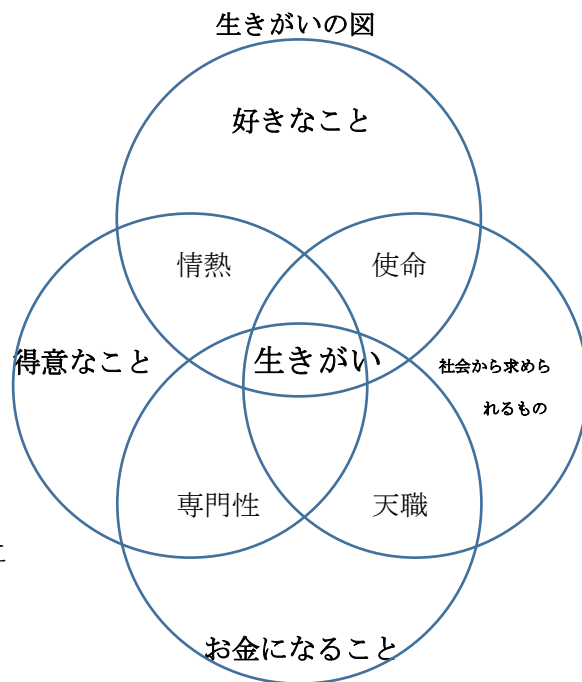 生きがいの図
好きなこと
情熱
使命
得意なこと
生きがい
社会から求めら
れるもの
専門性
天職
お金になること